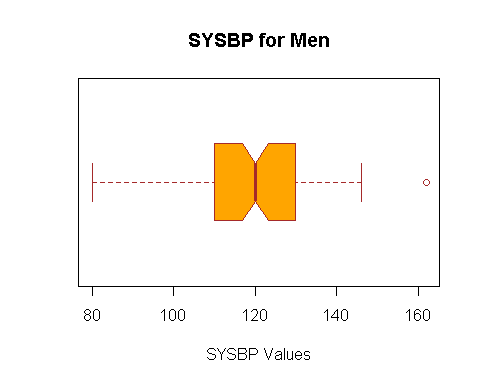 SYSBP for Men
80 100 120 140 160
SYSBP Values